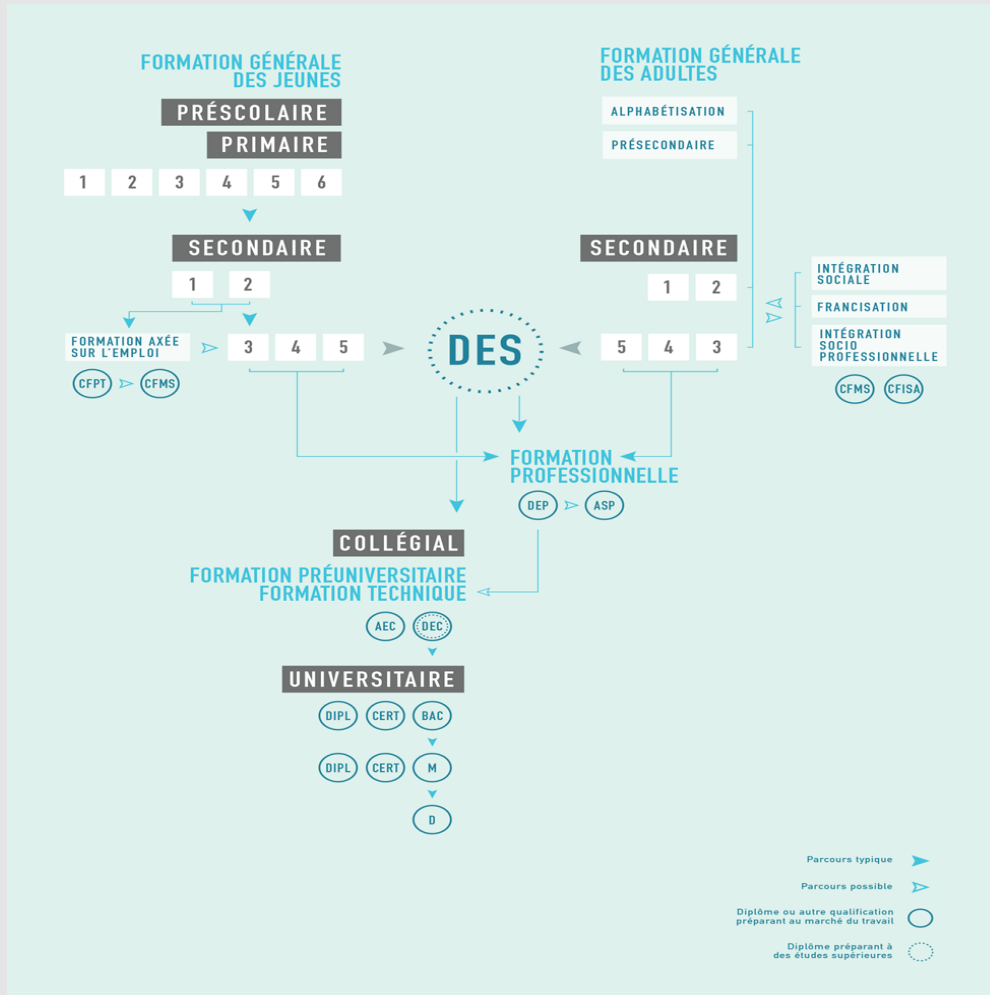 FORMATION GÉNÉRALE
DES JEUNES
PRÉSCOLAIRE
PRIMAIRE
1 2 3 4 5 6
SECONDAIRE
1 2
FORMATION AXÉE
SUR L'EMPLOI
3 4 5
CFPT CFMS
DES
FORMATION GÉNÉRALE
DES ADULTES
ALPHABÉTISATION
PRÉSECONDAIRE
SECONDAIRE
1 2
5 4 3
INTÉGRATION
SOCIALE
FRANCISATION
INTÉGRATION
SOCIO
PROFESSIONNELLE
CFMS CFISA
FORMATION
PROFESSIONNELLE
DEP ASP
COLLÉGIAL
FORMATION PRÉUNIVERSITAIRE
FORMATION TECHNIQUE
AEC DEC
UNIVERSITAIRE
DIPL CERT BAC
DIPL CERT M
D
Parcours typique
Parcours possible
Diplôme ou autre qualification
préparant au marché du travail
Diplôme préparant à
des études supérieures